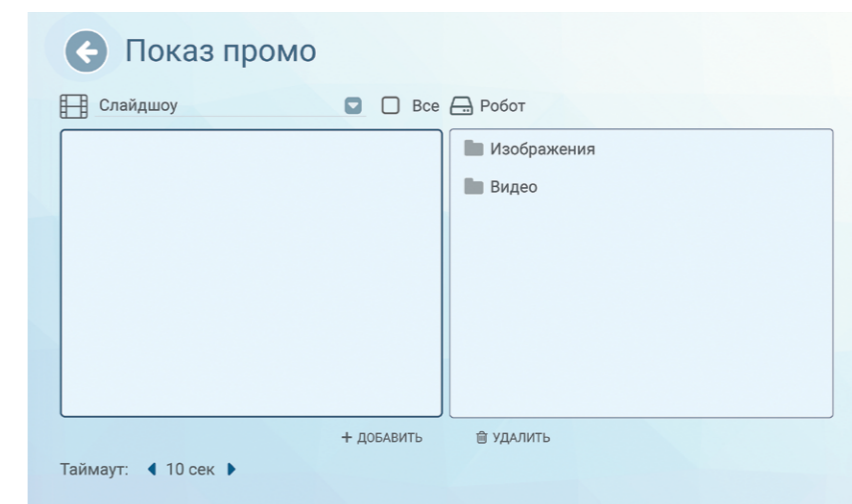 Показ промо
Слайдшоу Все Робот
Изображения
Видео
+ ДОБАВИТЬ УДАЛИТЬ
Таймаут: 10 сек